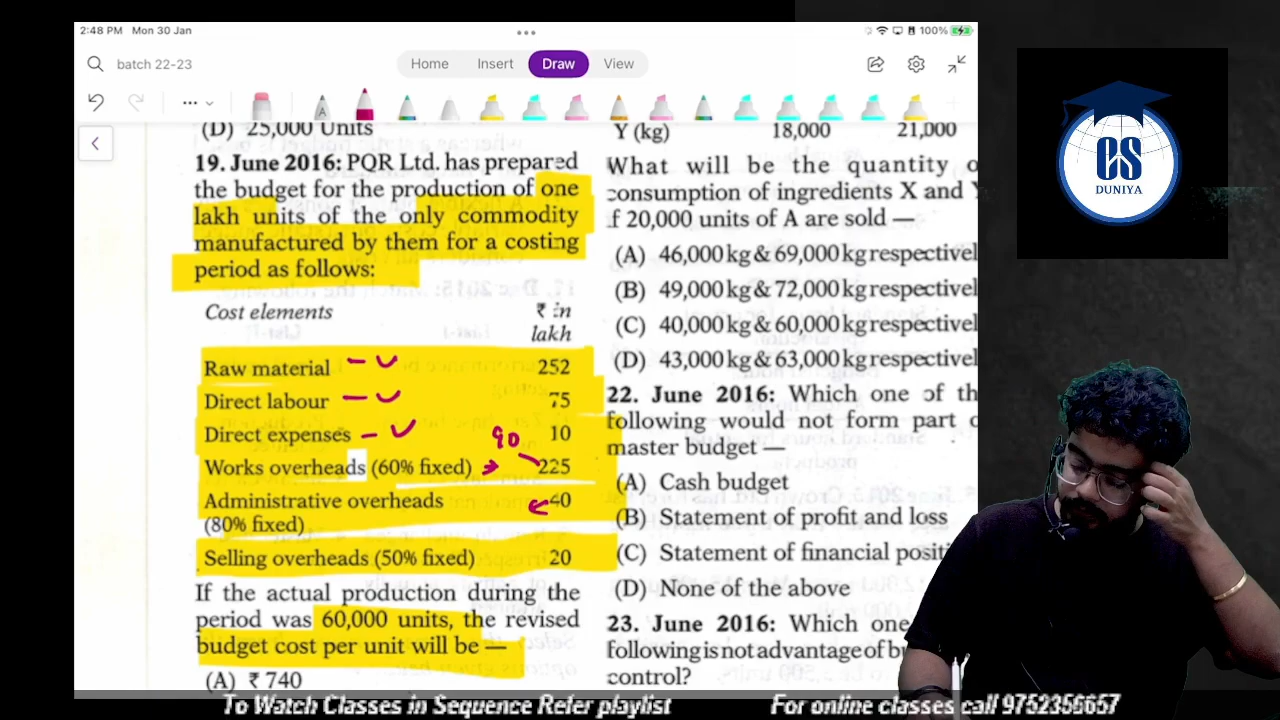 2:48 PM Mon 30 Jan
100%
batch 22-23
Home Insert Draw View
(D) 25,000 Units
19. June 2016: PQR Ltd. has prepared
the budget for the production of one
lakh units of the only commodity
manufactured by them for a costing
period as follows:
Cost elements ₹ in
lakh
Raw material 252
Direct labour 75
Direct expenses 10
90
Works overheads (60% fixed) 225
Administrative overheads 40
(80% fixed)
Selling overheads (50% fixed) 20
If the actual production during the
period was 60,000 units, the revised
budget cost per unit will be —
(A) ₹ 740
Y (kg) 18,000 21,000
What will be the quantity o
consumption of ingredients X and Y
if 20,000 units of A are sold —
(A) 46,000 kg & 69,000 kg respectivel
(B) 49,000 kg & 72,000 kg respectivel
(C) 40,000 kg & 60,000 kg respectivel
(D) 43,000 kg & 63,000 kg respectivel
22. June 2016: Which one of th
following would not form part o
master budget —
(A) Cash budget
(B) Statement of profit and loss
(C) Statement of financial positi
(D) None of the above
23. June 2016: Which one
following is not advantage of bu
control?
CS
DUNIYA
To Watch Classes in Sequence Refer playlist
For online classes call 9752356657